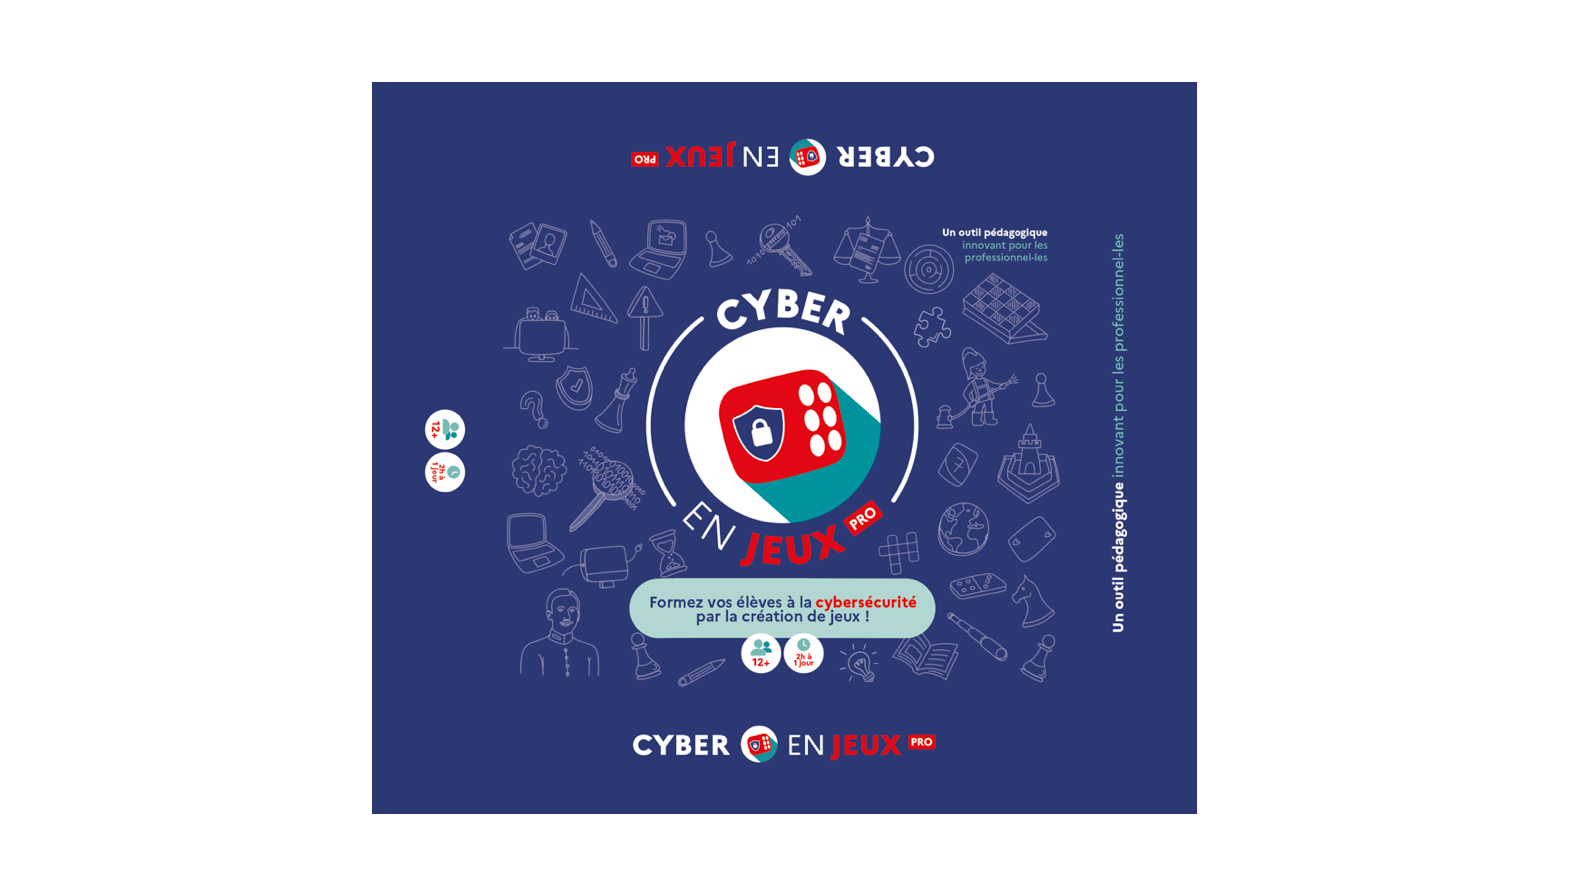 CYBER EN JEUX PRO
Un outil pédagogique
innovant pour les
professionnel-les
101
1010
CYBER
EN JEUX PRO
Formez vos élèves à la cybersécurité
par la création de jeux !
12+
2h à
1 jour
12+
2h à
1 jour
Un outil pédagogique innovant pour les professionnel-les
CYBER EN JEUX PRO